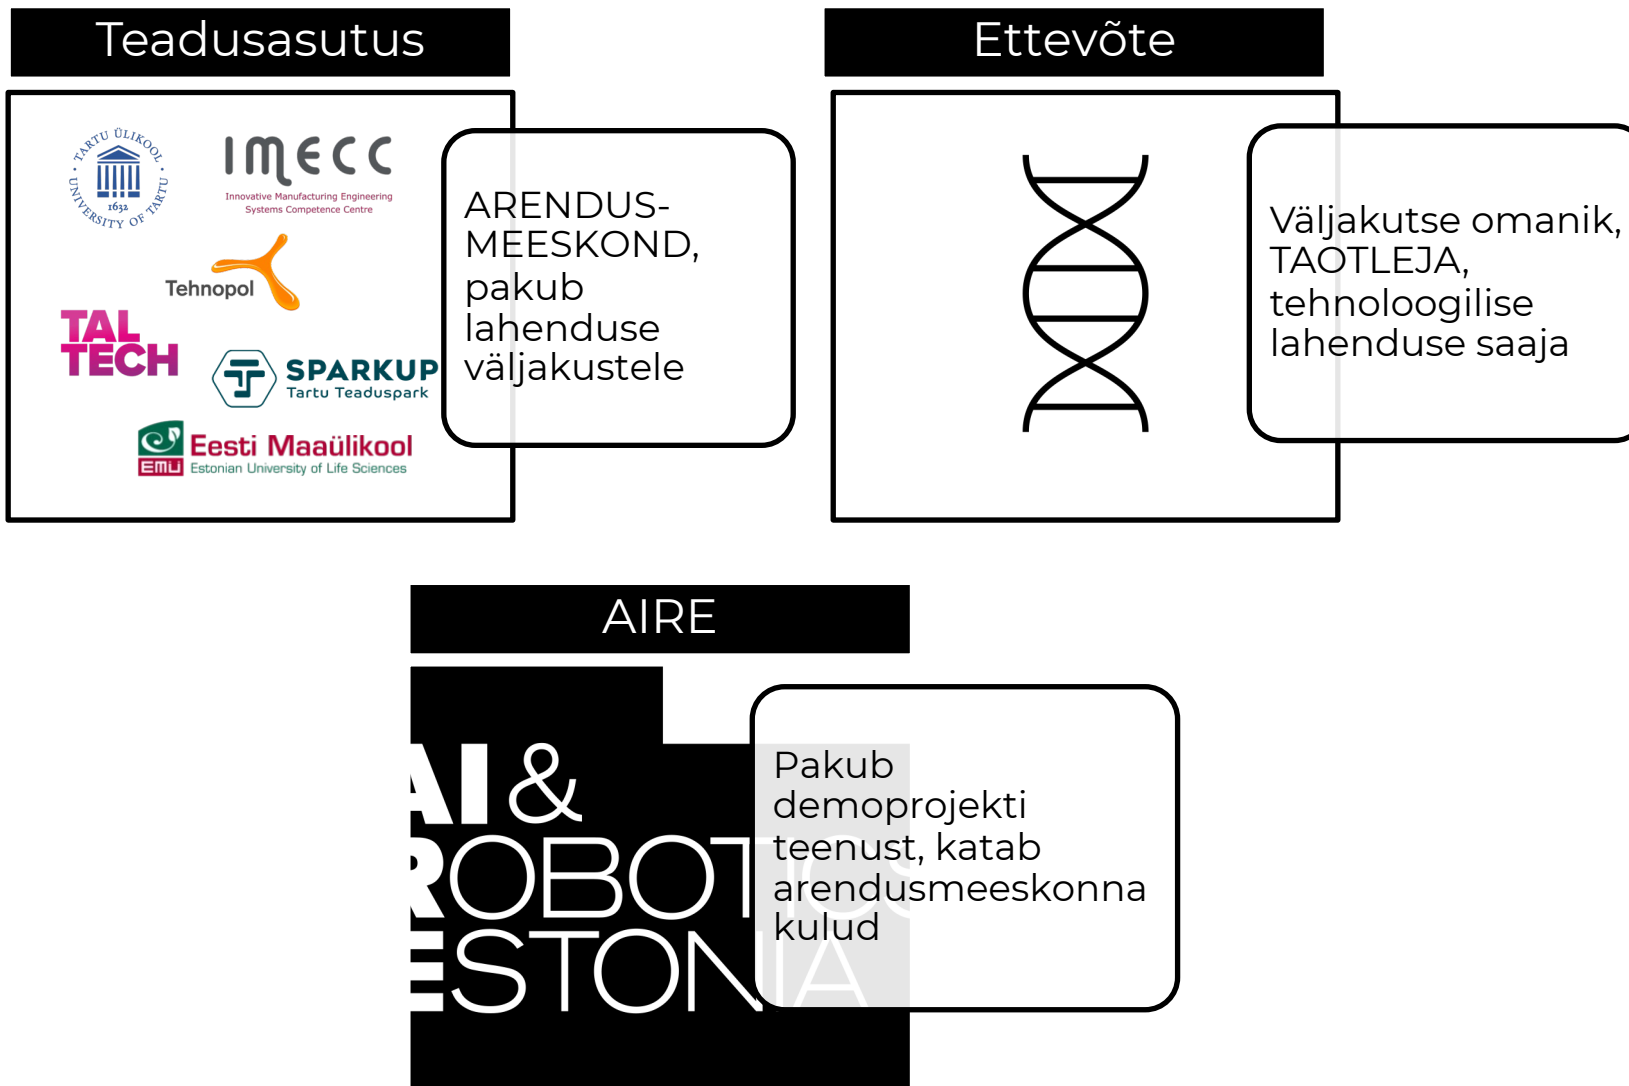 Teadusasutus
TARTU ÜLIKOOL
UNIVERSITY OF TARTU
1632
IMECC
Innovative Manufacturing Engineering
Systems Competence Centre
Tehnopol
TAL
TECH
SPARKUP
Tartu Teaduspark
EMÜ
Eesti Maaülikool
Estonian University of Life Sciences
ARENDUS-
MEESKOND,
pakub
lahenduse
väljakustele
Ettevõte
Väljakutse omanik,
TAOTLEJA,
tehnoloogilise
lahenduse saaja
AIRE
AI &
ROBOTICS
ESTONIA
Pakub
demoprojekti
teenust, katab
arendusmeeskonna
kulud